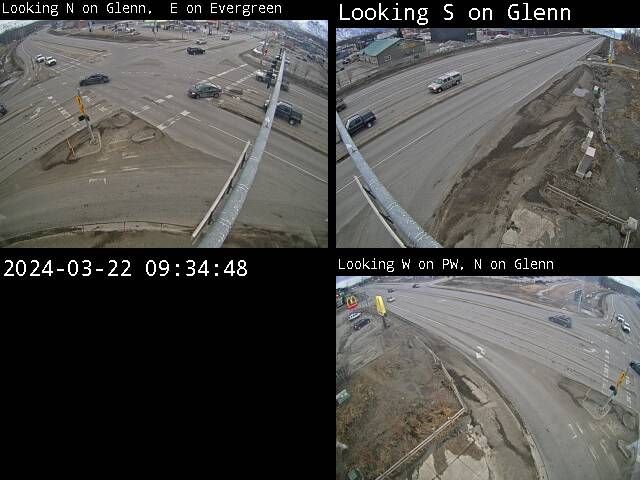 Looking N on Glenn, E on Evergreen
Looking S on Glenn
2024-03-22 09:34:48
Looking W on PW, N on Glenn